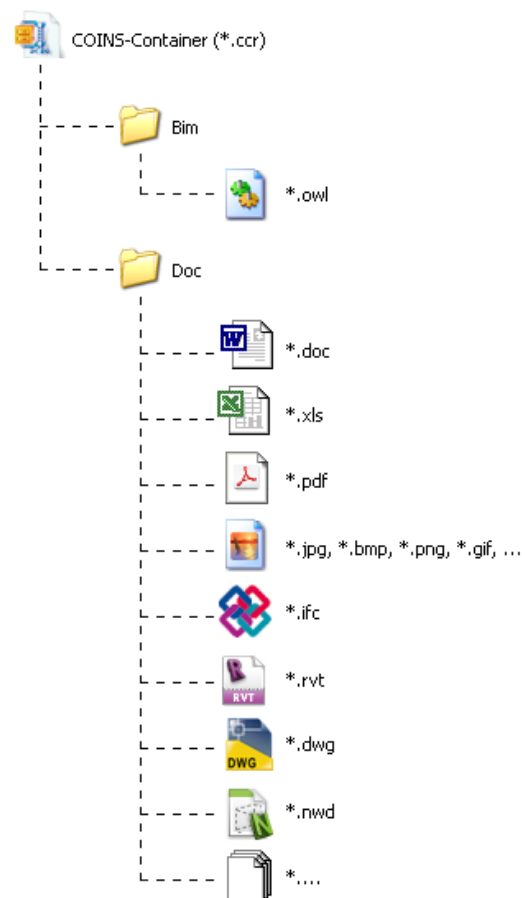 COINS-Container (*.ccr)
Bim
*.owl
Doc
W
*.doc
X
*.xls
*.pdf
*.jpg, *.bmp, *.png, *.gif, ...
*.ifc
R
RVT
*.rvt
DWG
*.dwg
N
*.nwd
*....